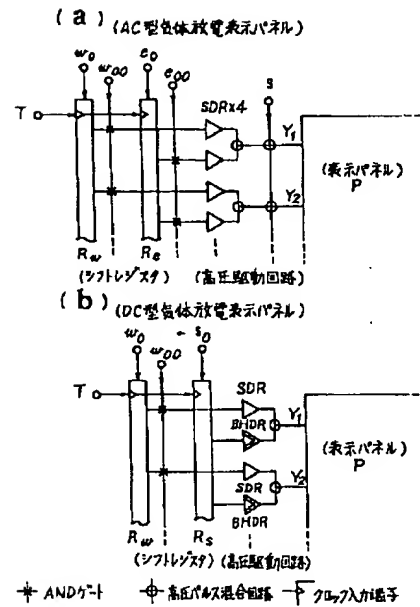 (a) (AC型気体放電表示パネル)
w0 e0
w00 e00 S
SDR×4
T Y1
Y2
(表示パネル)
P
Rw Re
(シフトレジスタ) (高圧駆動回路)
(b) (DC型気体放電表示パネル)
w0 s0
w00
SDR
T BHDR Y1
(表示パネル)
P
SDR Y2
BHDR
Rw Rs
(シフトレジスタ) (高圧駆動回路)
ANDゲート 高圧パルス混合回路 クロック入力端子